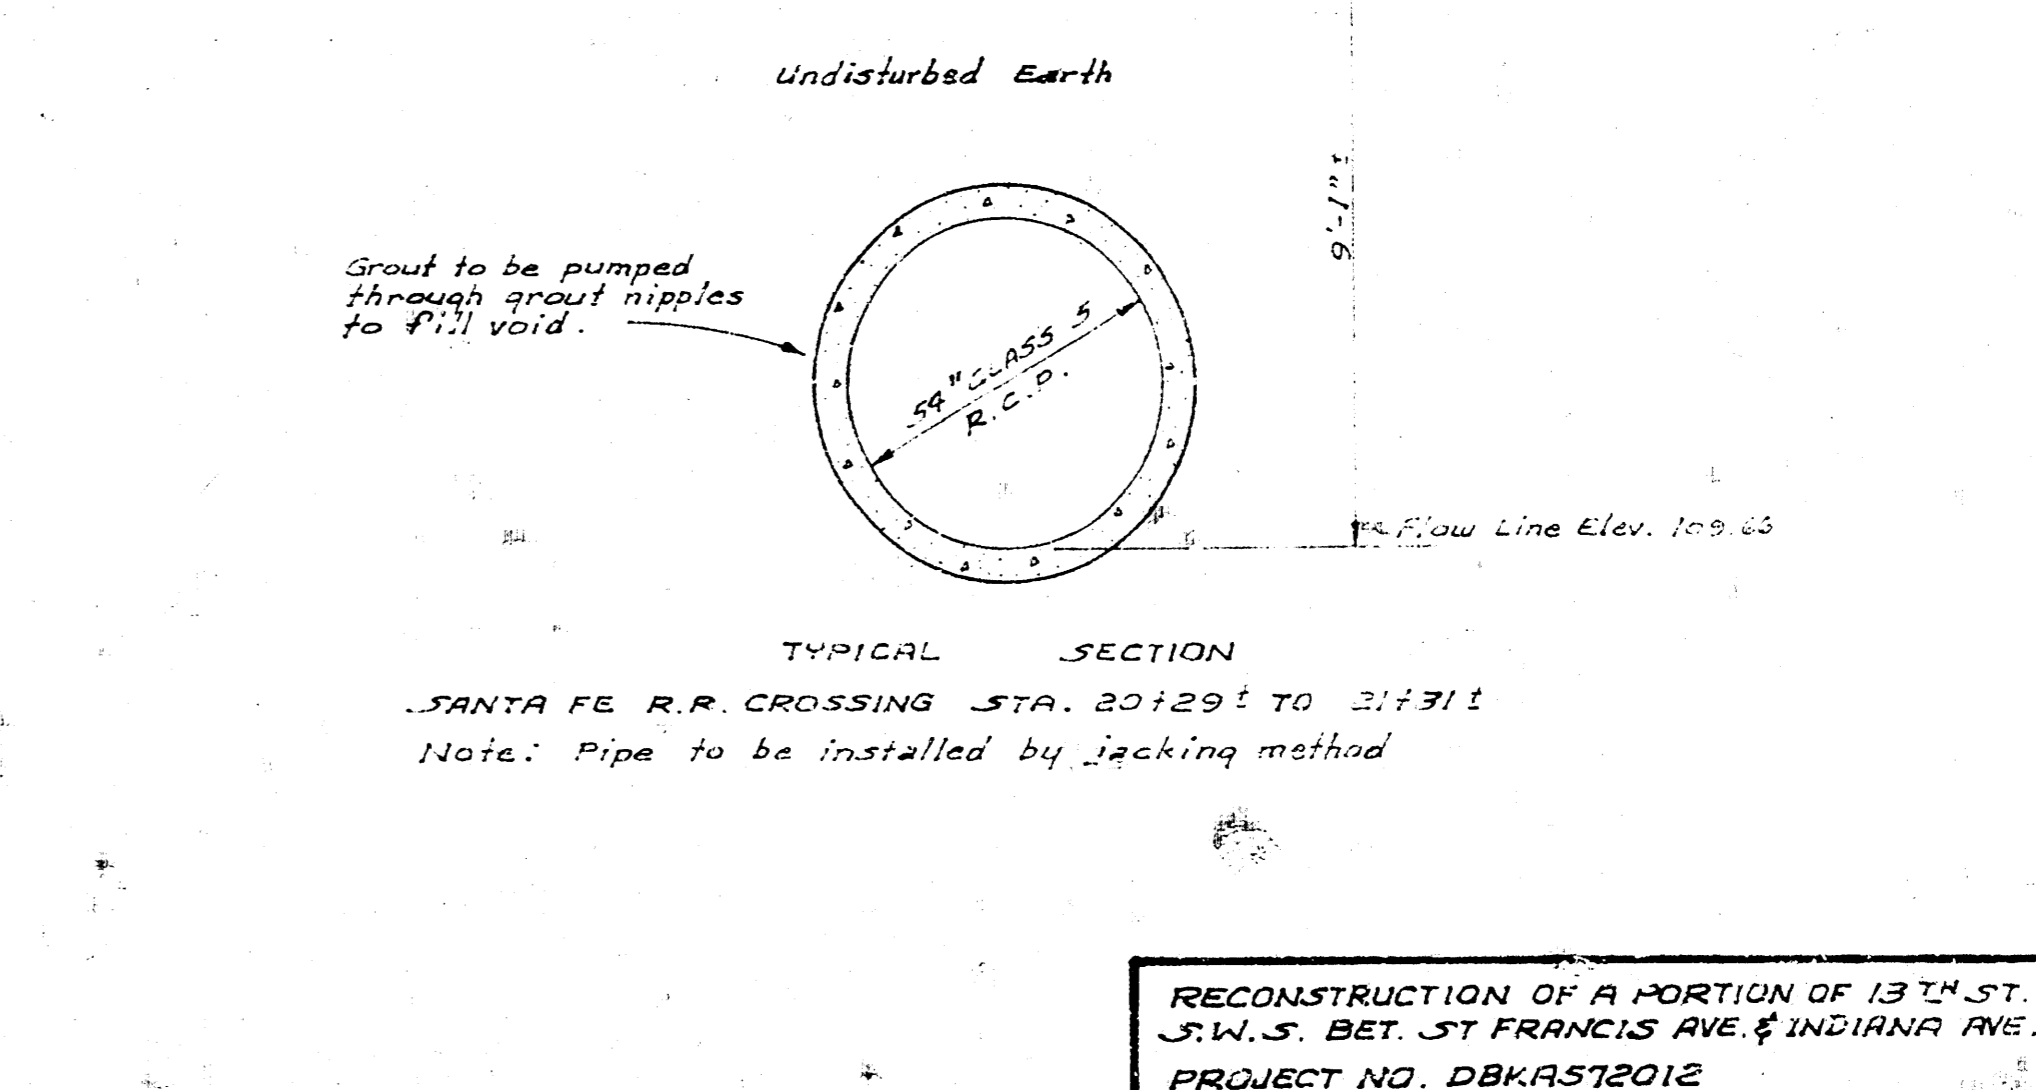 Undisturbed Earth
9'-1"±
Grout to be pumped
through grout nipples
to fill void.
54" CLASS 5
R.C.P.
Flow Line Elev. 109.66
TYPICAL SECTION
SANTA FE R.R. CROSSING STA. 20+29± TO 21+31±
Note: Pipe to be installed by jacking method
RECONSTRUCTION OF A PORTION OF 13TH ST.
S.W.S. BET. ST FRANCIS AVE. & INDIANA AVE.
PROJECT NO. DBKA572012